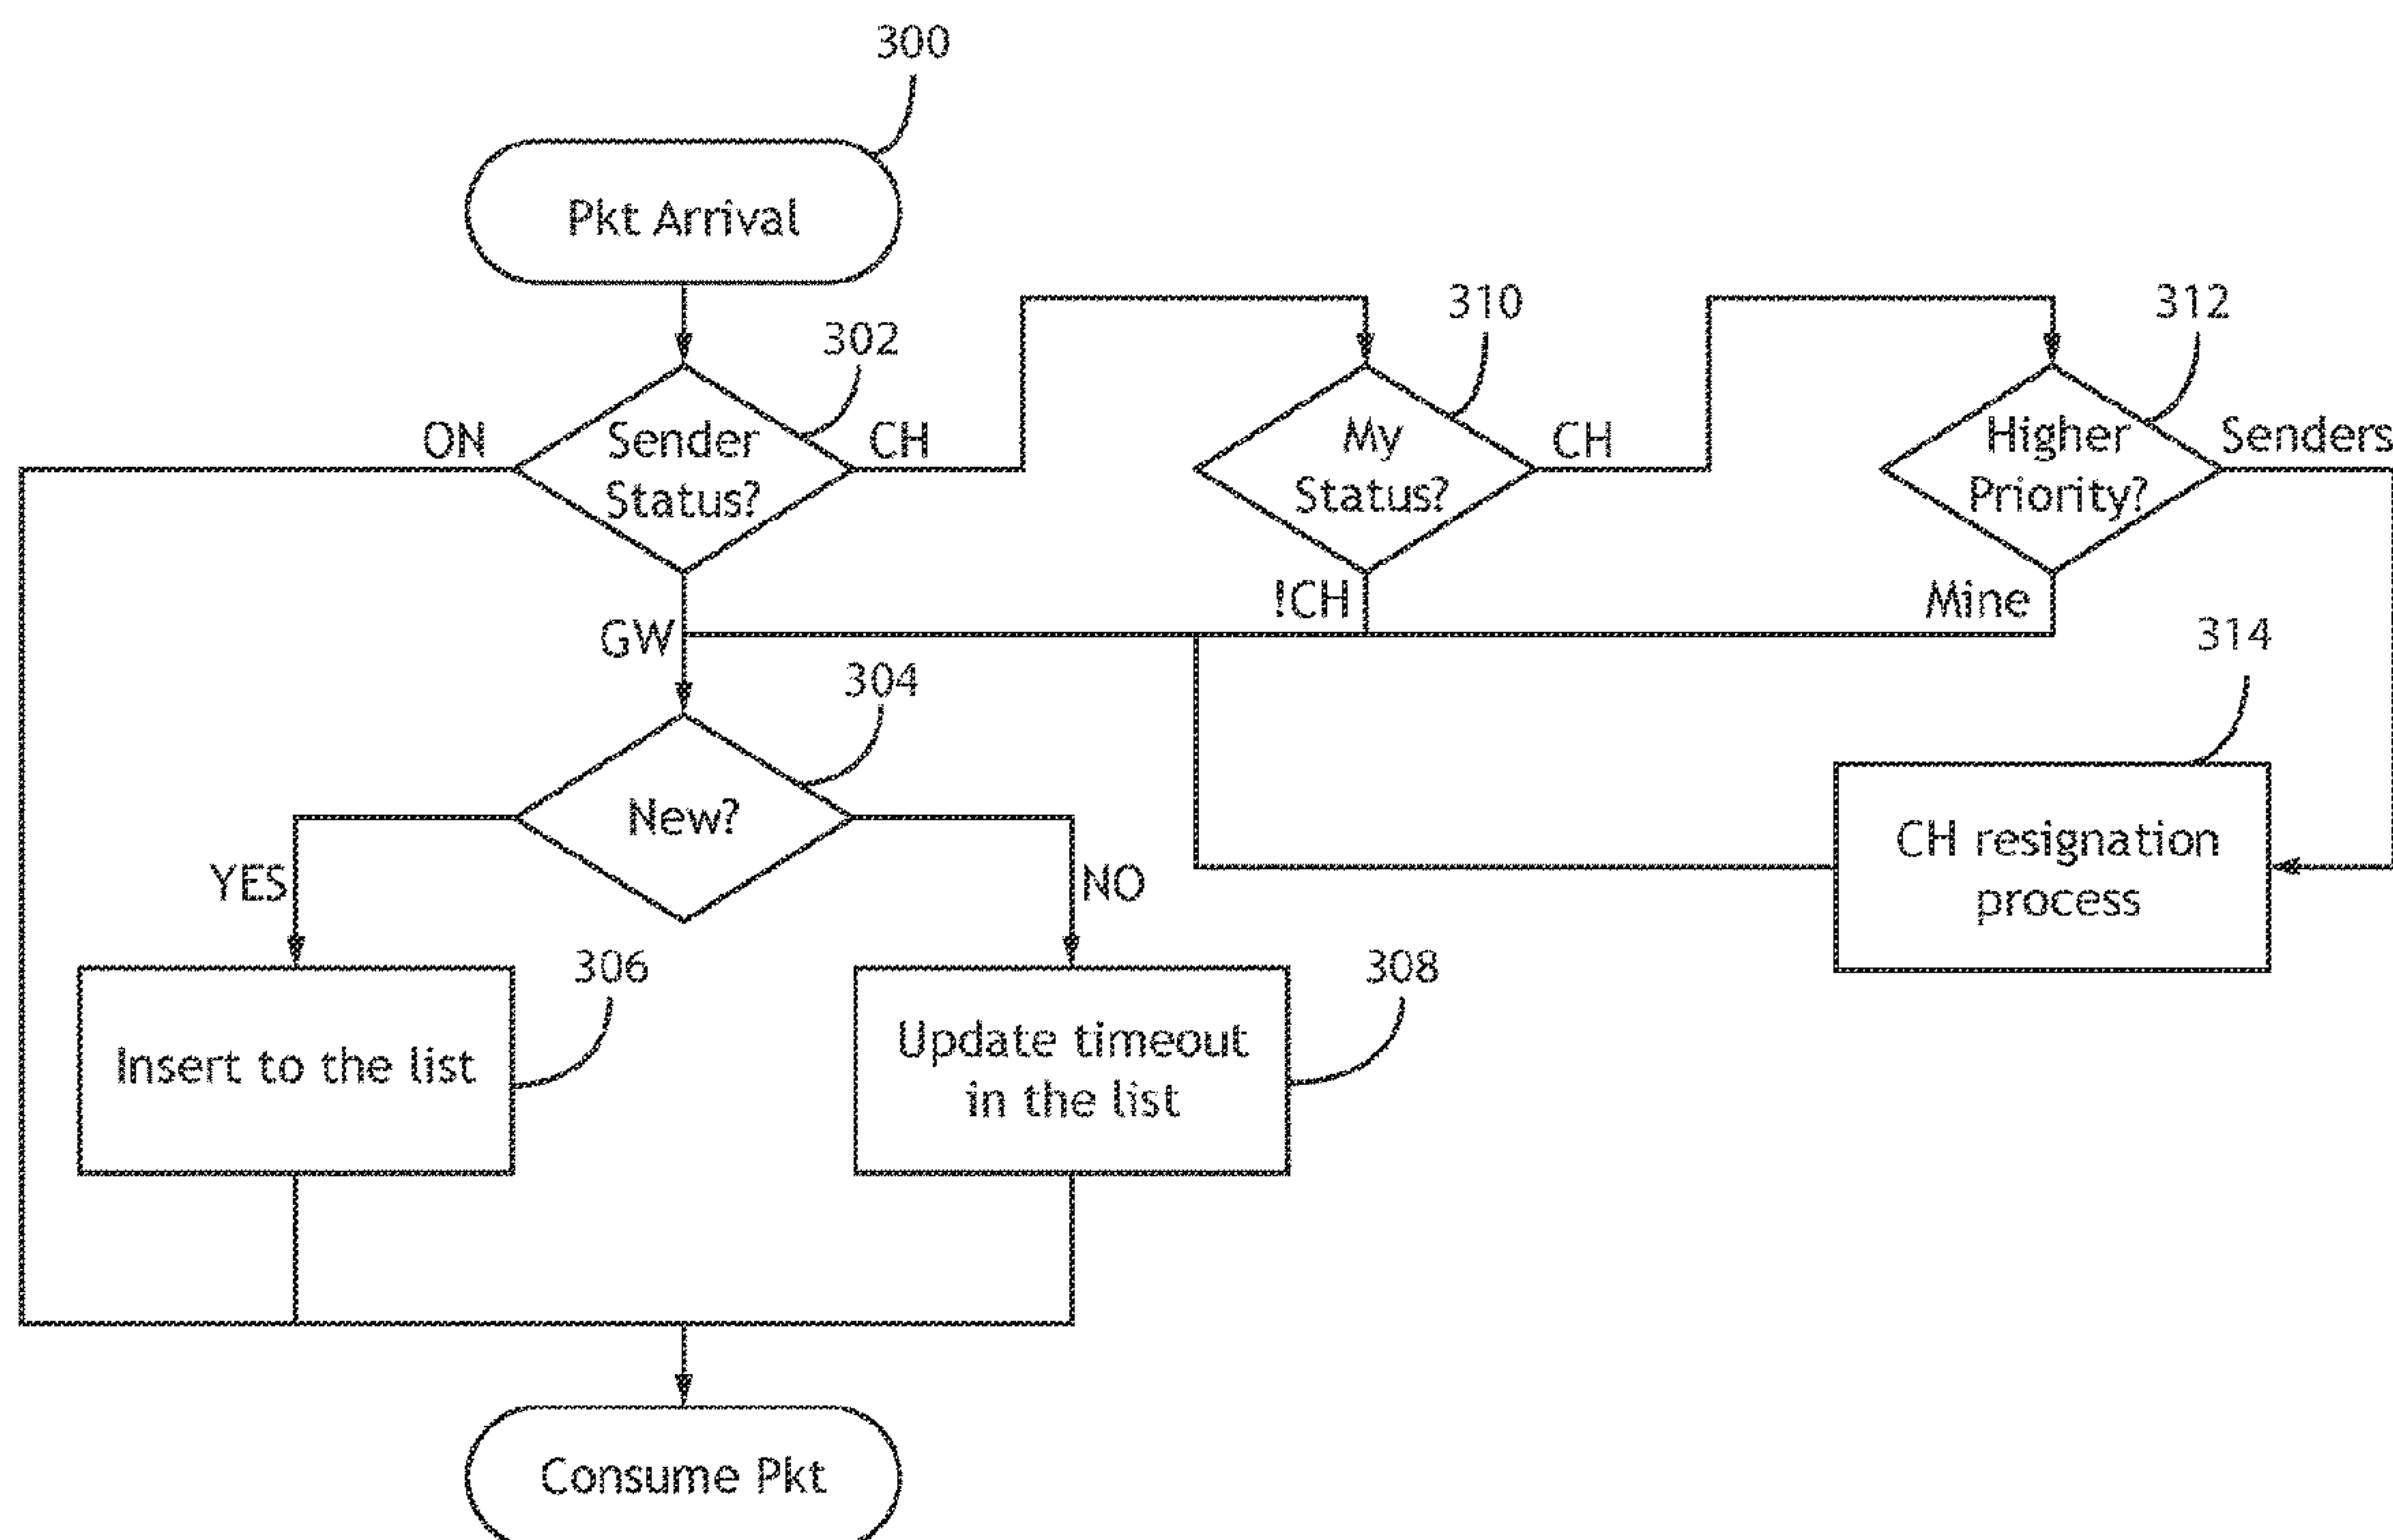 300
Pkt Arrival
302
310
312
ON
Sender
Status?
CH
My
Status?
CH
Higher
Priority?
Senders
GW
!CH
Mine
304
314
New?
YES
NO
CH resignation
process
306
308
Insert to the list
Update timeout
in the list
Consume Pkt